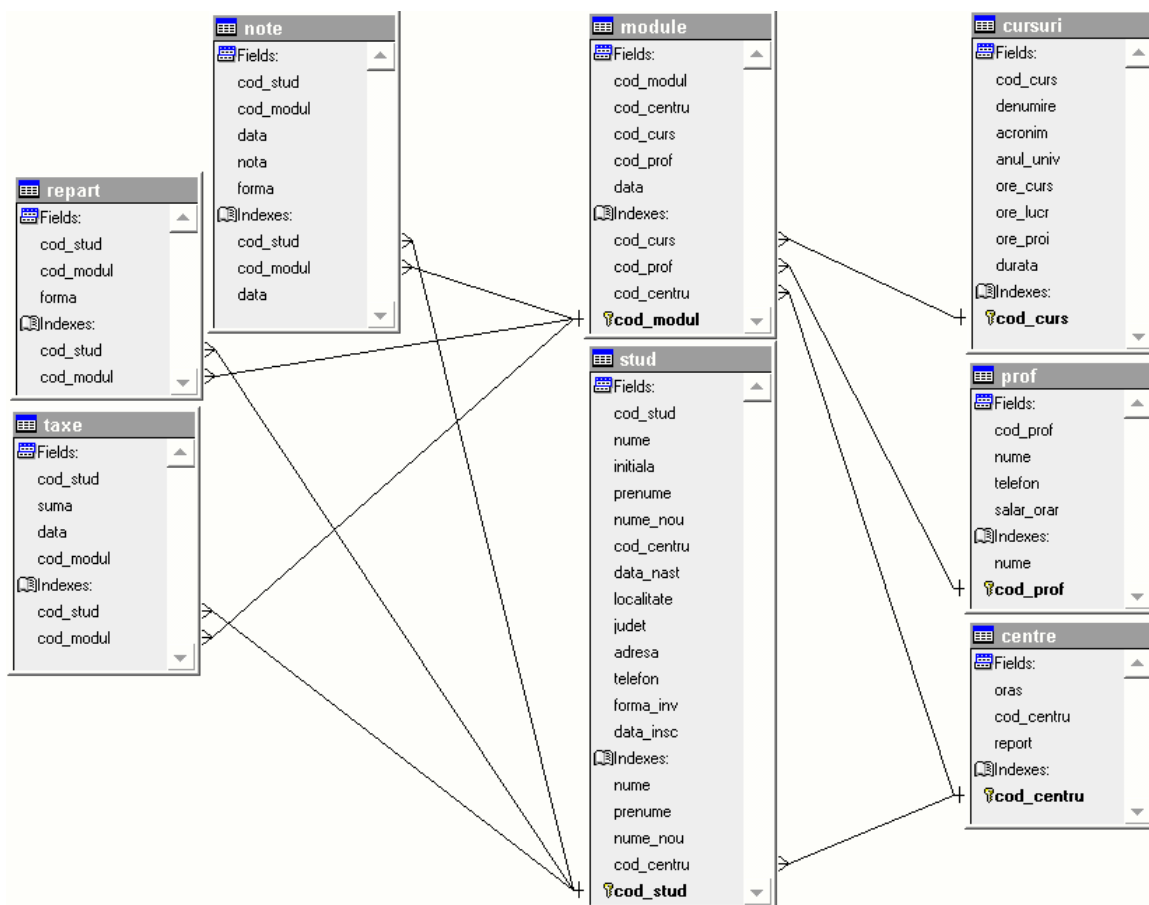 note
Fields:
cod_stud
cod_modul
data
nota
forma
Indexes:
cod_stud
cod_modul
data
repart
Fields:
cod_stud
cod_modul
forma
Indexes:
cod_stud
cod_modul
taxe
Fields:
cod_stud
suma
data
cod_modul
Indexes:
cod_stud
cod_modul
module
Fields:
cod_modul
cod_centru
cod_curs
cod_prof
data
Indexes:
cod_curs
cod_prof
cod_centru
cod_modul
stud
Fields:
cod_stud
nume
initiala
prenume
nume_nou
cod_centru
data_nast
localitate
judet
adresa
telefon
forma_inv
data_insc
Indexes:
nume
prenume
nume_nou
cod_centru
cod_stud
cursuri
Fields:
cod_curs
denumire
acronim
anul_univ
ore_curs
ore_lucr
ore_proi
durata
Indexes:
cod_curs
prof
Fields:
cod_prof
nume
telefon
salar_orar
Indexes:
nume
cod_prof
centre
Fields:
oras
cod_centru
report
Indexes:
cod_centru